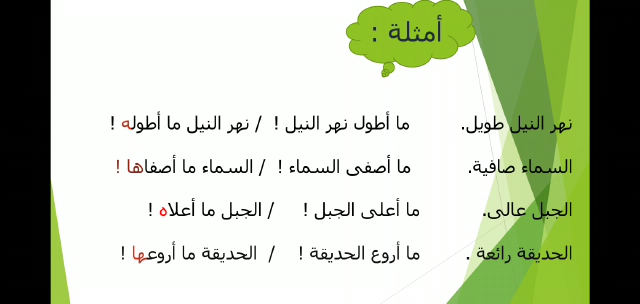 أمثلة :
نهر النيل طويل. ما أطول نهر النيل ! / نهر النيل ما أطوله !
السماء صافية. ما أصفى السماء ! / السماء ما أصفاها !
الجبل عالى. ما أعلى الجبل ! / الجبل ما أعلاه !
الحديقة رائعة . ما أروع الحديقة ! / الحديقة ما أروعها !